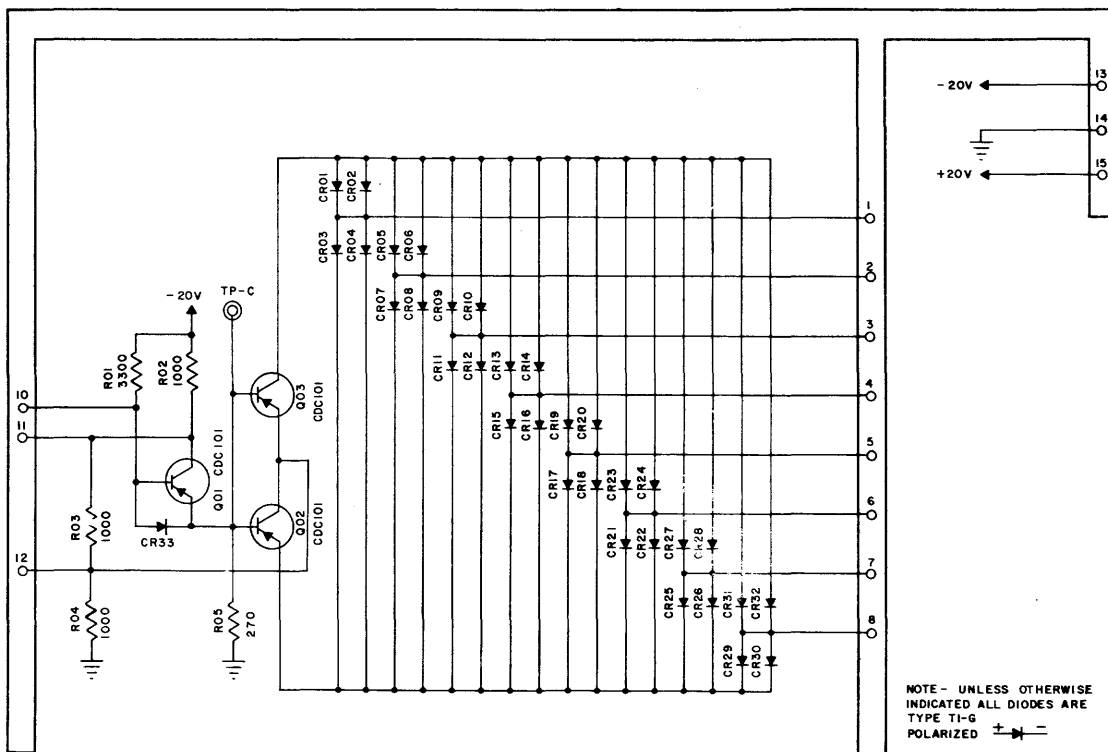 13
-20V
14
+20V
15
CR01
CR02
1
CR03
CR04
CR05
CR06
2
CR07
CR08
CR09
CR10
3
-20V
TP-C
CR11
CR12
CR13
CR14
R01
3300
R02
1000
Q03
CDC101
4
10
CR15
CR16
CR19
CR20
11
5
CDC101
Q01
CR17
CR18
CR23
CR24
6
R03
1000
CR33
Q02
CDC101
CR21
CR22
CR27
CR28
12
7
R04
1000
R05
270
CR25
CR26
CR31
CR32
8
CR29
CR30
NOTE- UNLESS OTHERWISE
INDICATED ALL DIODES ARE
TYPE TI-G
POLARIZED + -